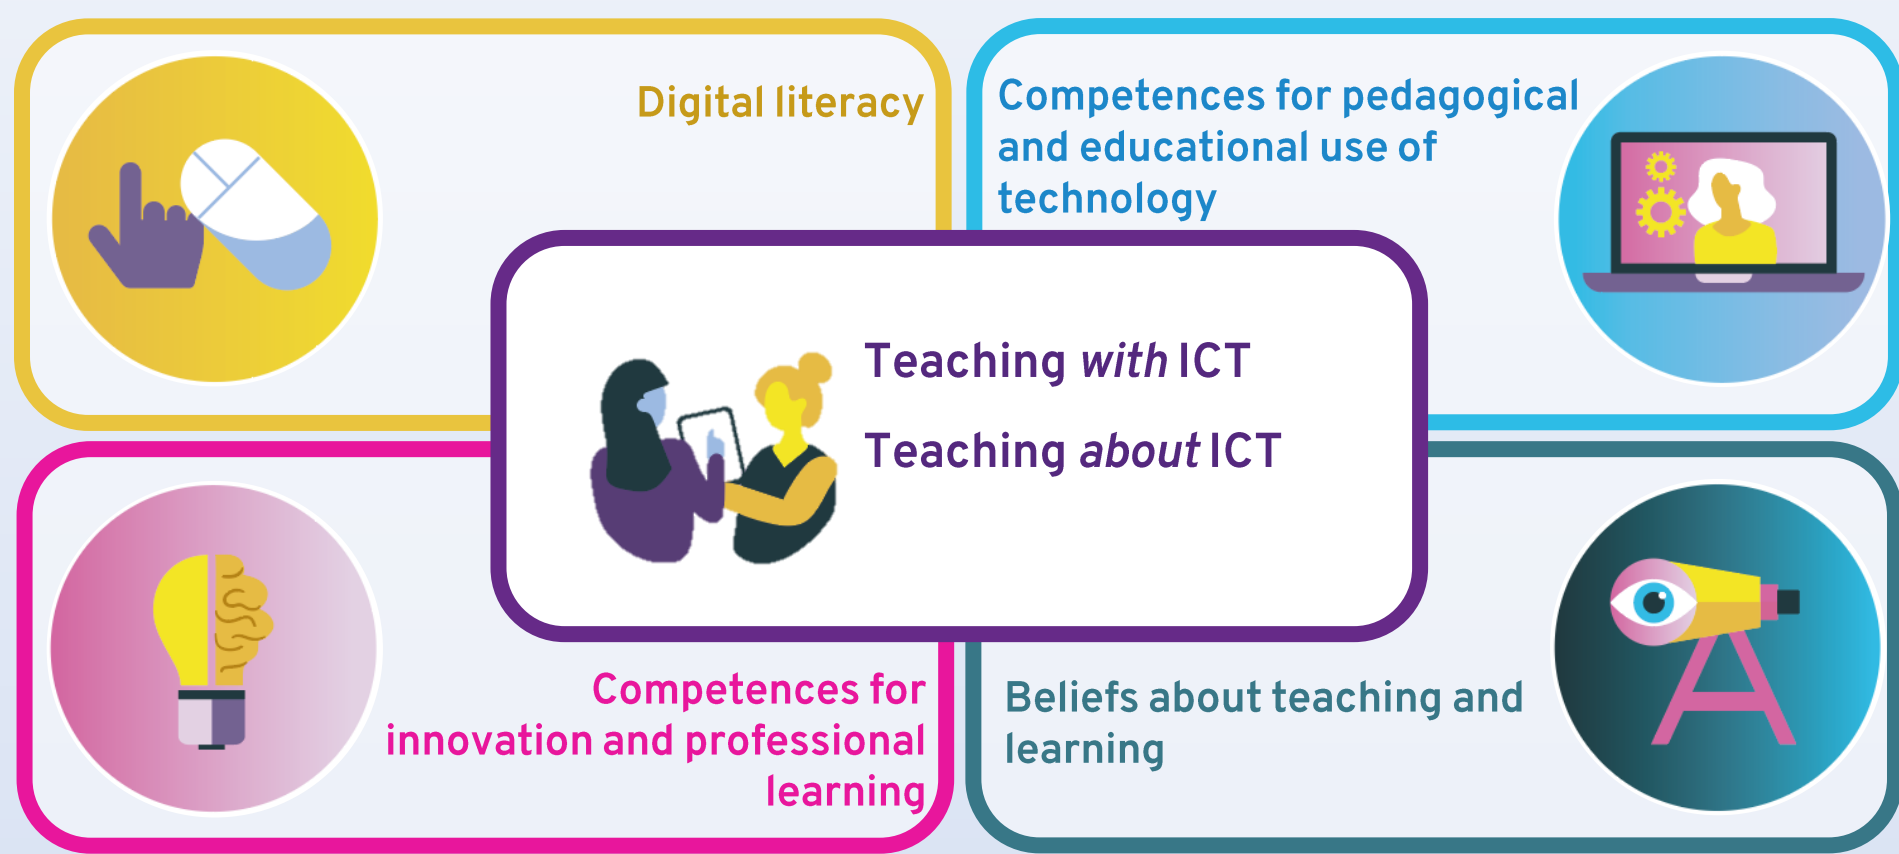 Digital literacy
Competences for pedagogical
and educational use of
technology
Teaching with ICT
Teaching about ICT
Competences for
innovation and professional
learning
Beliefs about teaching and
learning